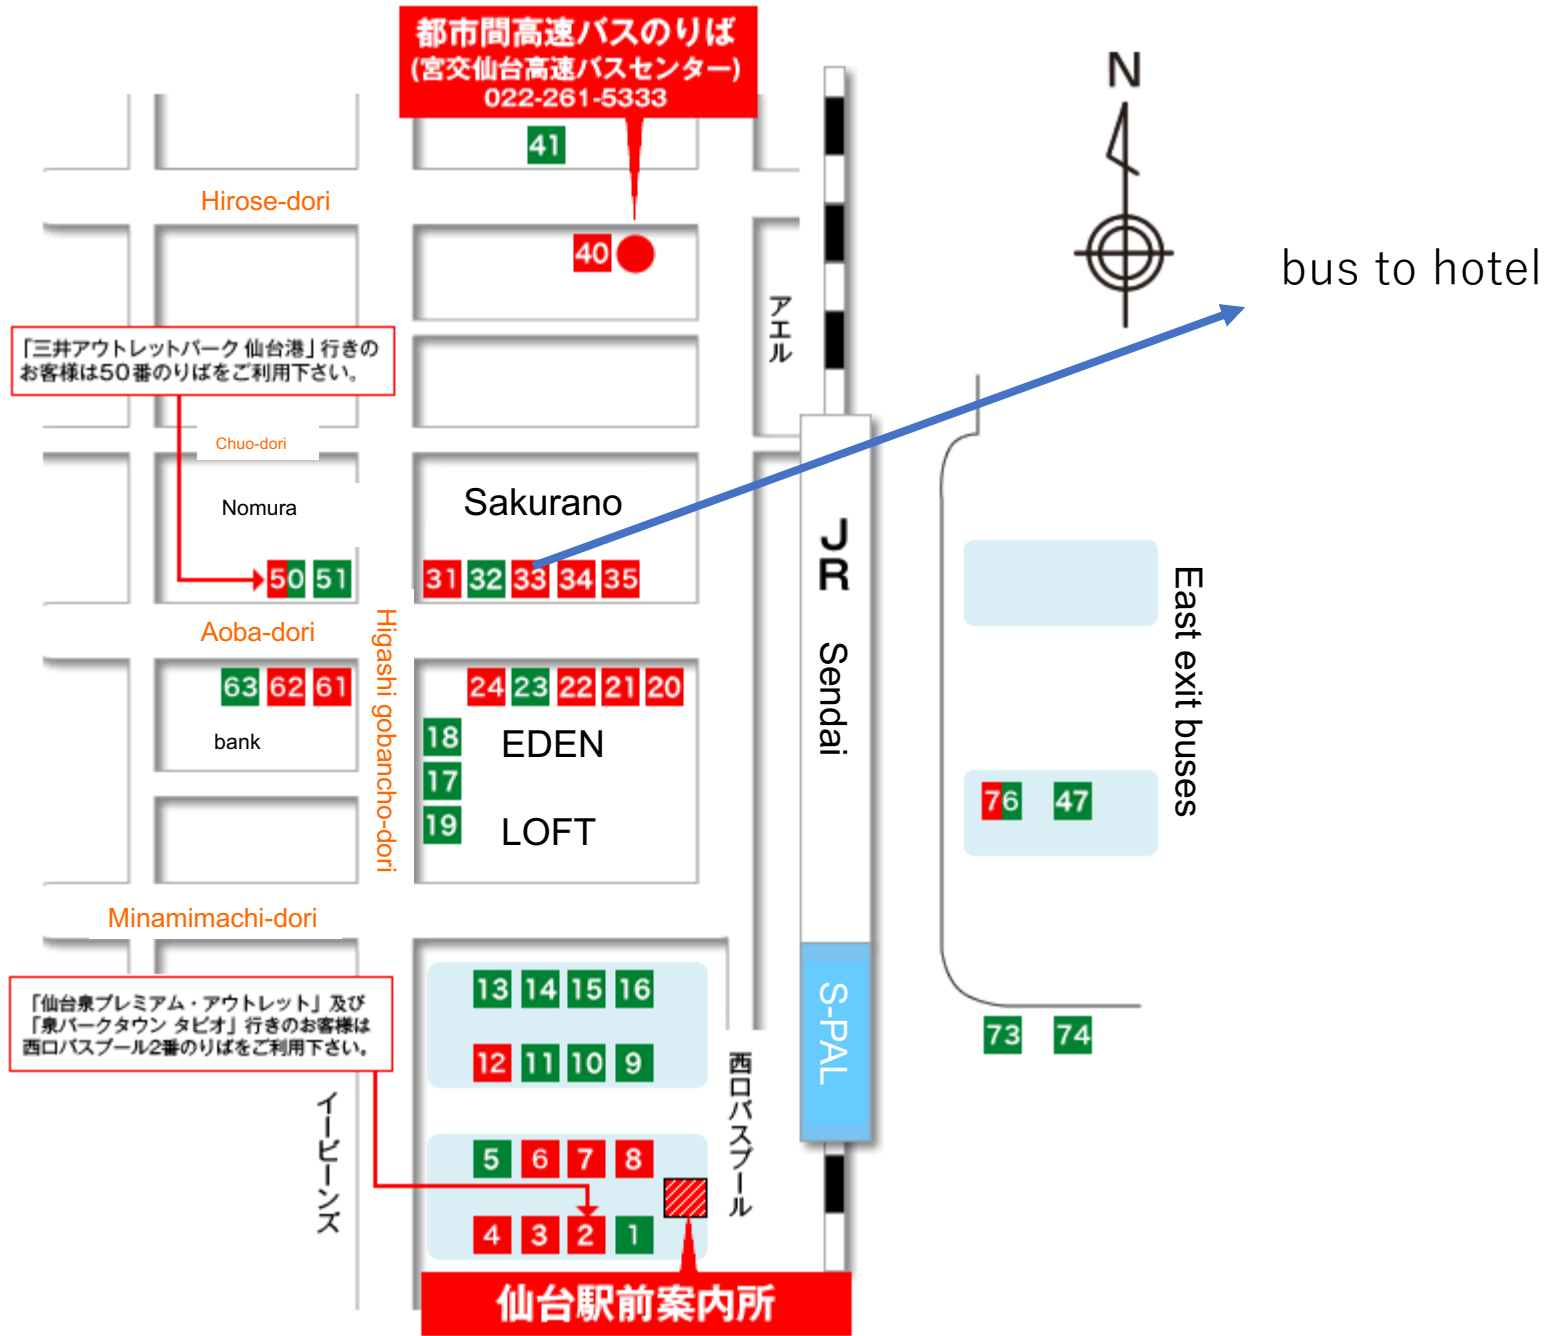 都市間高速バスのりば
(宮交仙台高速バスセンター)
022-261-5333
N
41
Hirose-dori
40
bus to hotel
アエル
「三井アウトレットパーク 仙台港」行きの
お客様は50番のりばをご利用下さい。
Chuo-dori
Nomura
Sakurano
50 51
31 32 33 34 35
JR Sendai
East exit buses
Aoba-dori
Higashi gobancho-dori
63 62 61
24 23 22 21 20
bank
18
EDEN
17
19
LOFT
76 47
Minamimachi-dori
13 14 15 16
S-PAL
「仙台泉プレミアム・アウトレット」及び
「泉パークタウン タピオ」行きのお客様は
西口バスプール2番のりばをご利用下さい。
73 74
12 11 10 9
西口バスプール
イービーンズ
5 6 7 8
4 3 2 1
仙台駅前案内所